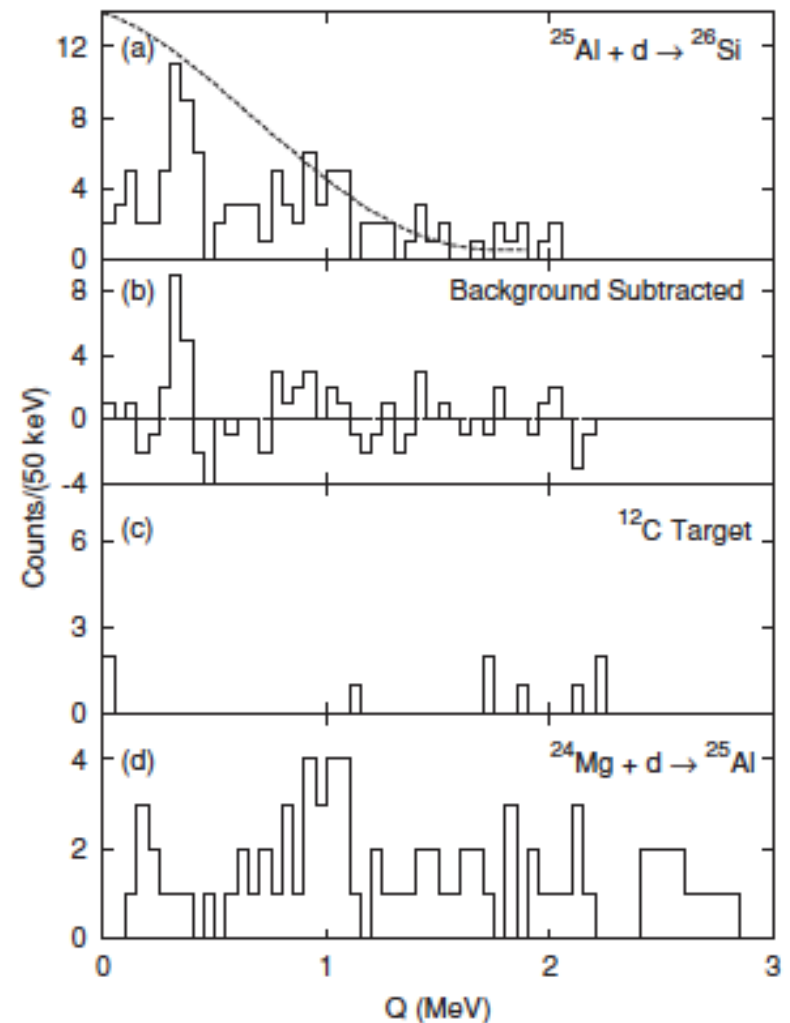 (a) ²⁵Al + d → ²⁶Si
12
8
4
0
(b) Background Subtracted
8
4
0
-4
(c) ¹²C Target
6
3
0
(d) ²⁴Mg + d → ²⁵Al
4
2
0
0 1 2 3
Q (MeV)
Counts/(50 keV)